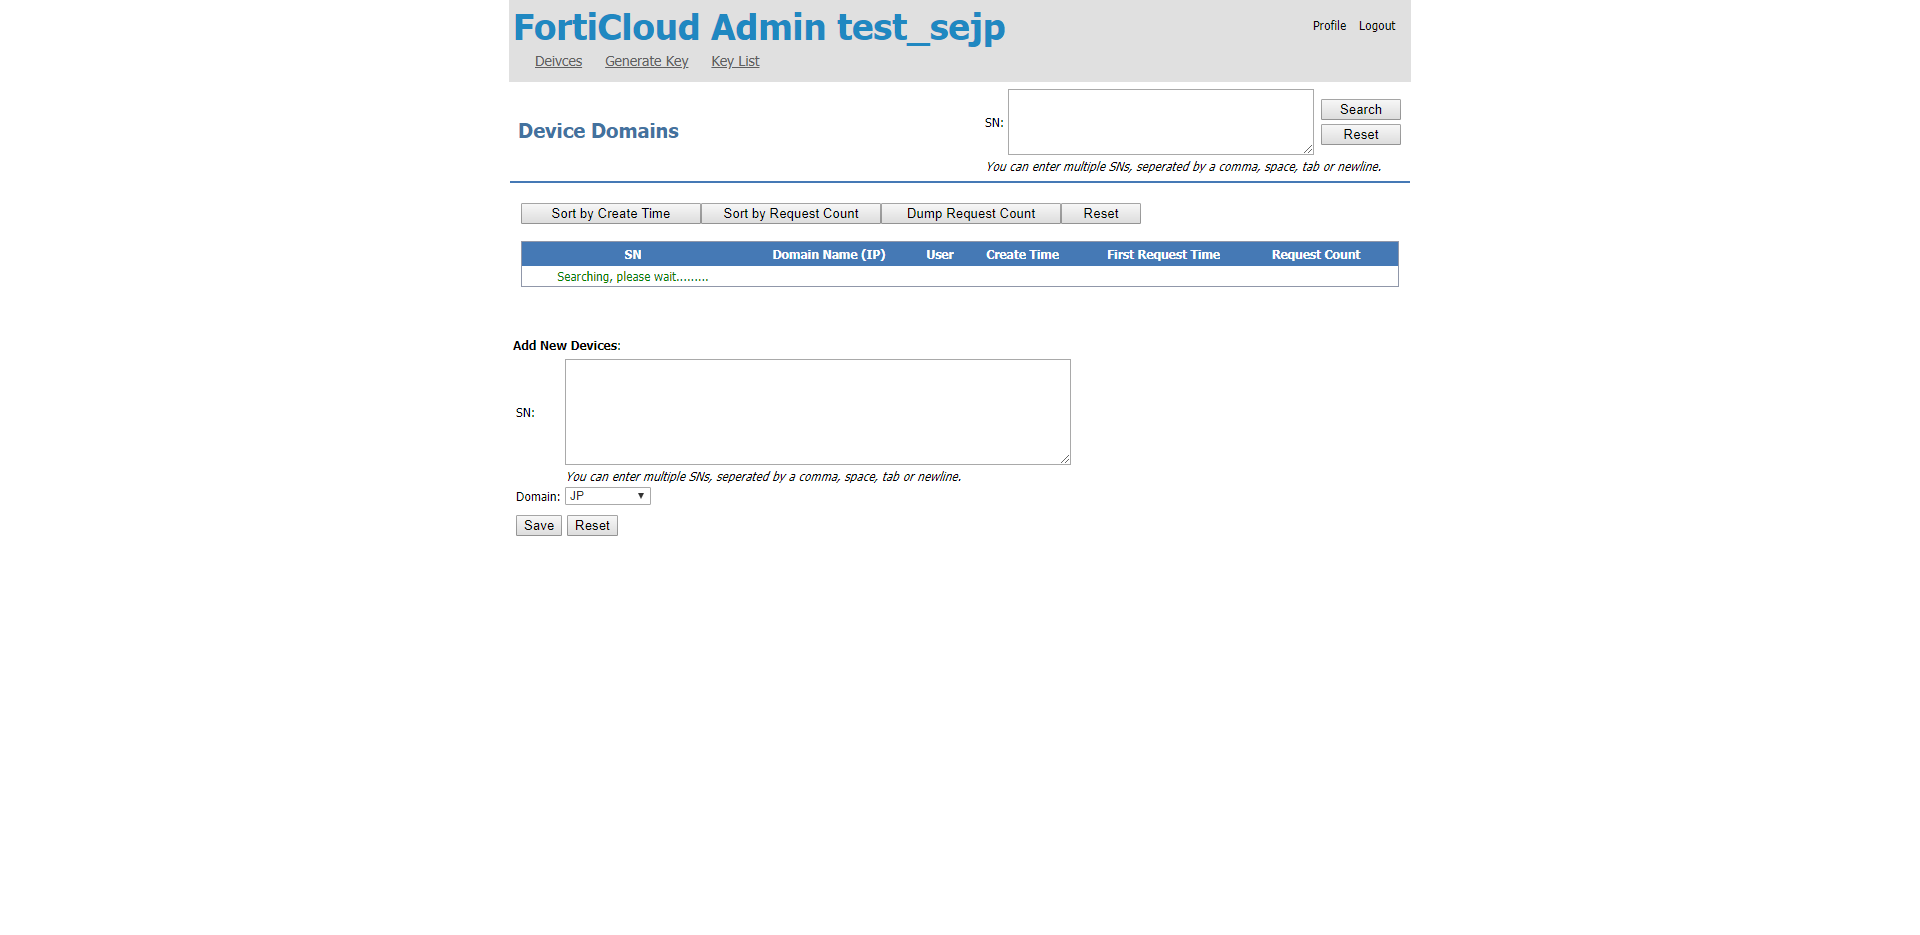 FortiCloud Admin test_sejp
Profile Logout
Deivces Generate Key Key List
Device Domains
SN:
Search
Reset
You can enter multiple SNs, seperated by a comma, space, tab or newline.
Sort by Create Time Sort by Request Count Dump Request Count Reset
SN Domain Name (IP) User Create Time First Request Time Request Count
Searching, please wait.........
Add New Devices:
SN:
You can enter multiple SNs, seperated by a comma, space, tab or newline.
Domain: JP
Save Reset